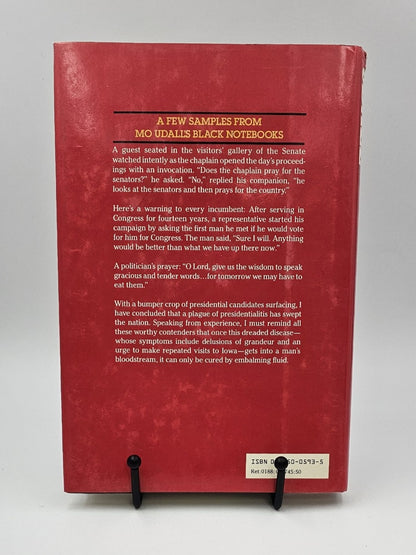 A FEW SAMPLES FROM
MO UDALL'S BLACK NOTEBOOKS
A guest seated in the visitors' gallery of the Senate
watched intently as the chaplain opened the day's proceed-
ings with an invocation. "Does the chaplain pray for the
senators?" he asked. "No," replied his companion, "he
looks at the senators and then prays for the country."
Here's a warning to every incumbent: After serving in
Congress for fourteen years, a representative started his
campaign by asking the first man he met if he would vote
for him for Congress. The man said, "Sure I will. Anything
would be better than what we have up there now."
A politician's prayer: "O Lord, give us the wisdom to speak
gracious and tender words...for tomorrow we may have to
eat them."
With a bumper crop of presidential candidates surfacing, I
have concluded that a plague of presidentialitis has swept
the nation. Speaking from experience, I must remind all
these worthy contenders that once this dreaded disease—
whose symptoms include delusions of grandeur and an
urge to make repeated visits to Iowa—gets into a man's
bloodstream, it can only be cured by embalming fluid.
ISBN 0 50-0593-5
Ret: 0188 45:50